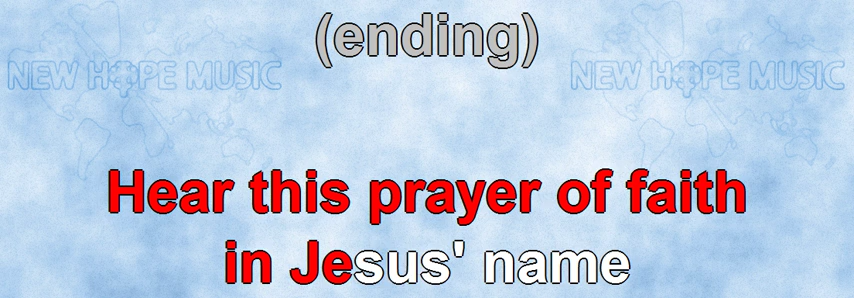 (ending)
NEW HOPE MUSIC NEW HOPE MUSIC
Hear this prayer of faith
in Jesus' name